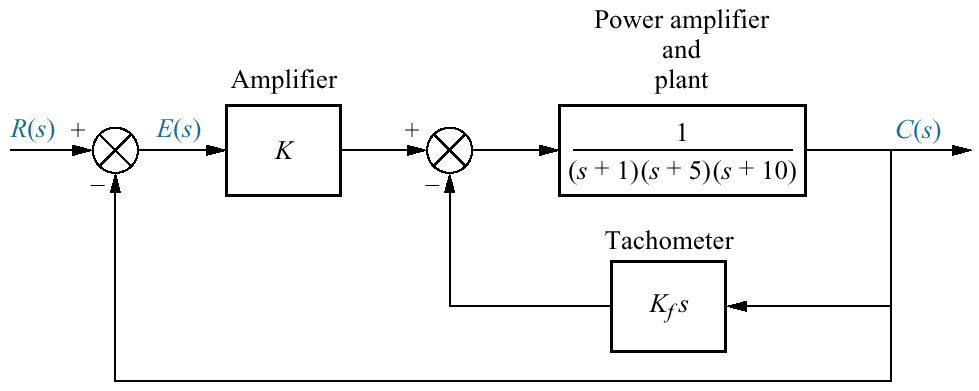 Power amplifier
and
plant
Amplifier
R(s) + E(s) K + 1 C(s)
(s + 1)(s + 5)(s + 10)
− −
Tachometer
K_f s